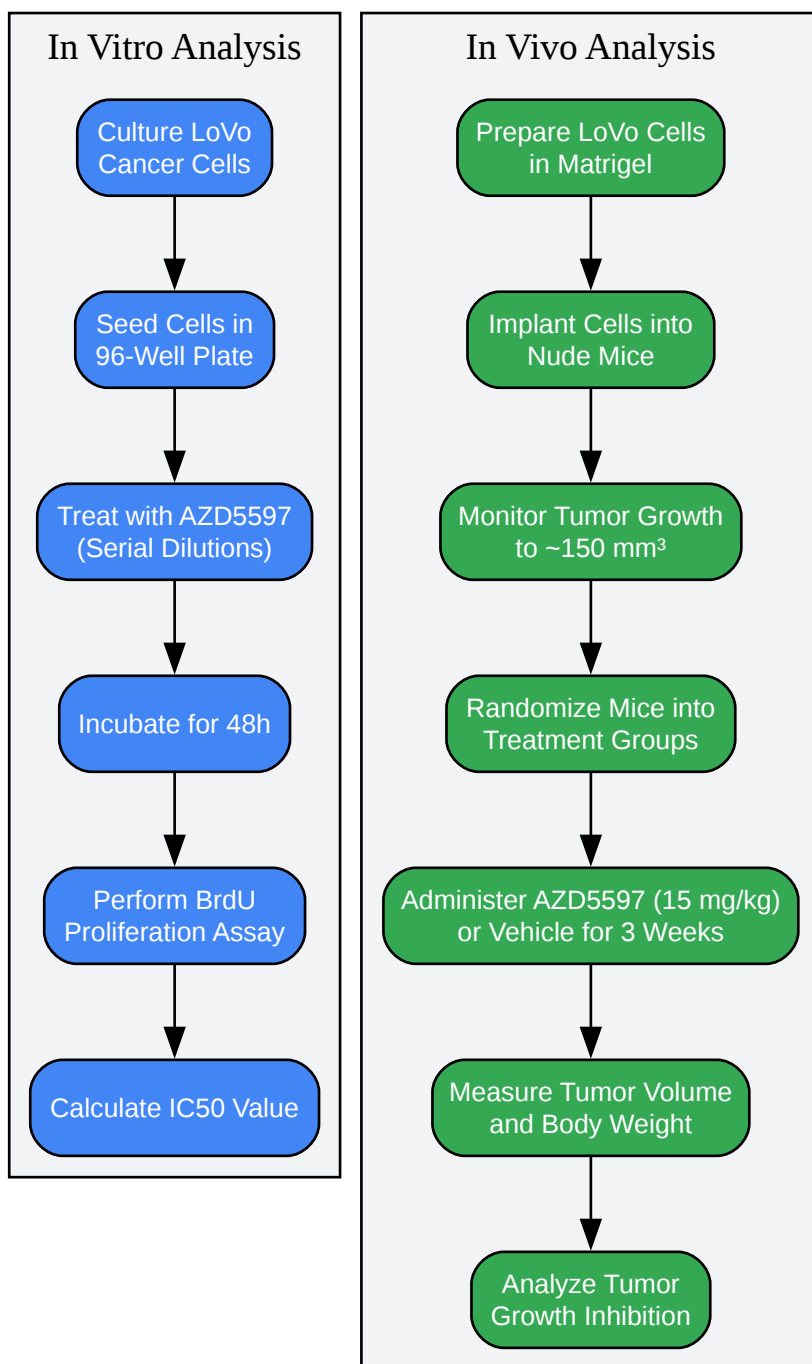 In Vitro Analysis
Culture LoVo
Cancer Cells
Seed Cells in
96-Well Plate
Treat with AZD5597
(Serial Dilutions)
Incubate for 48h
Perform BrdU
Proliferation Assay
Calculate IC50 Value
In Vivo Analysis
Prepare LoVo Cells
in Matrigel
Implant Cells into
Nude Mice
Monitor Tumor Growth
to ~150 mm³
Randomize Mice into
Treatment Groups
Administer AZD5597 (15 mg/kg)
or Vehicle for 3 Weeks
Measure Tumor Volume
and Body Weight
Analyze Tumor
Growth Inhibition